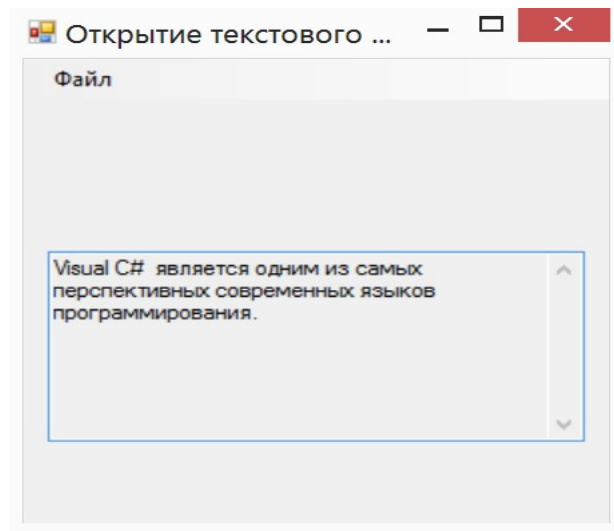 Открытие текстового ...
Файл
Visual C#  является одним из самых
перспективных современных языков
программирования.